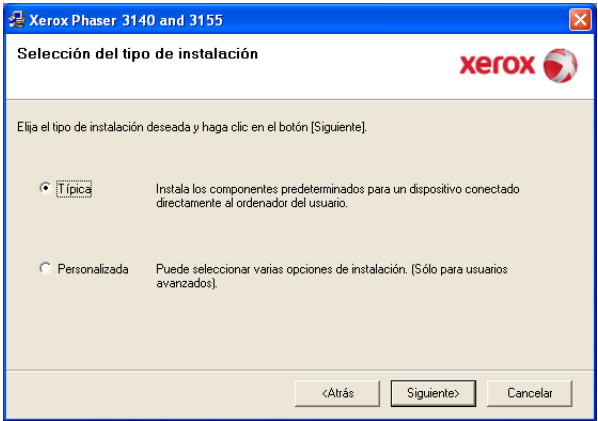 Xerox Phaser 3140 and 3155
Selección del tipo de instalación
xerox
Elija el tipo de instalación deseada y haga clic en el botón [Siguiente].
Típica
Instala los componentes predeterminados para un dispositivo conectado
directamente al ordenador del usuario.
Personalizada
Puede seleccionar varias opciones de instalación. (Sólo para usuarios
avanzados).
<Atrás
Siguiente>
Cancelar